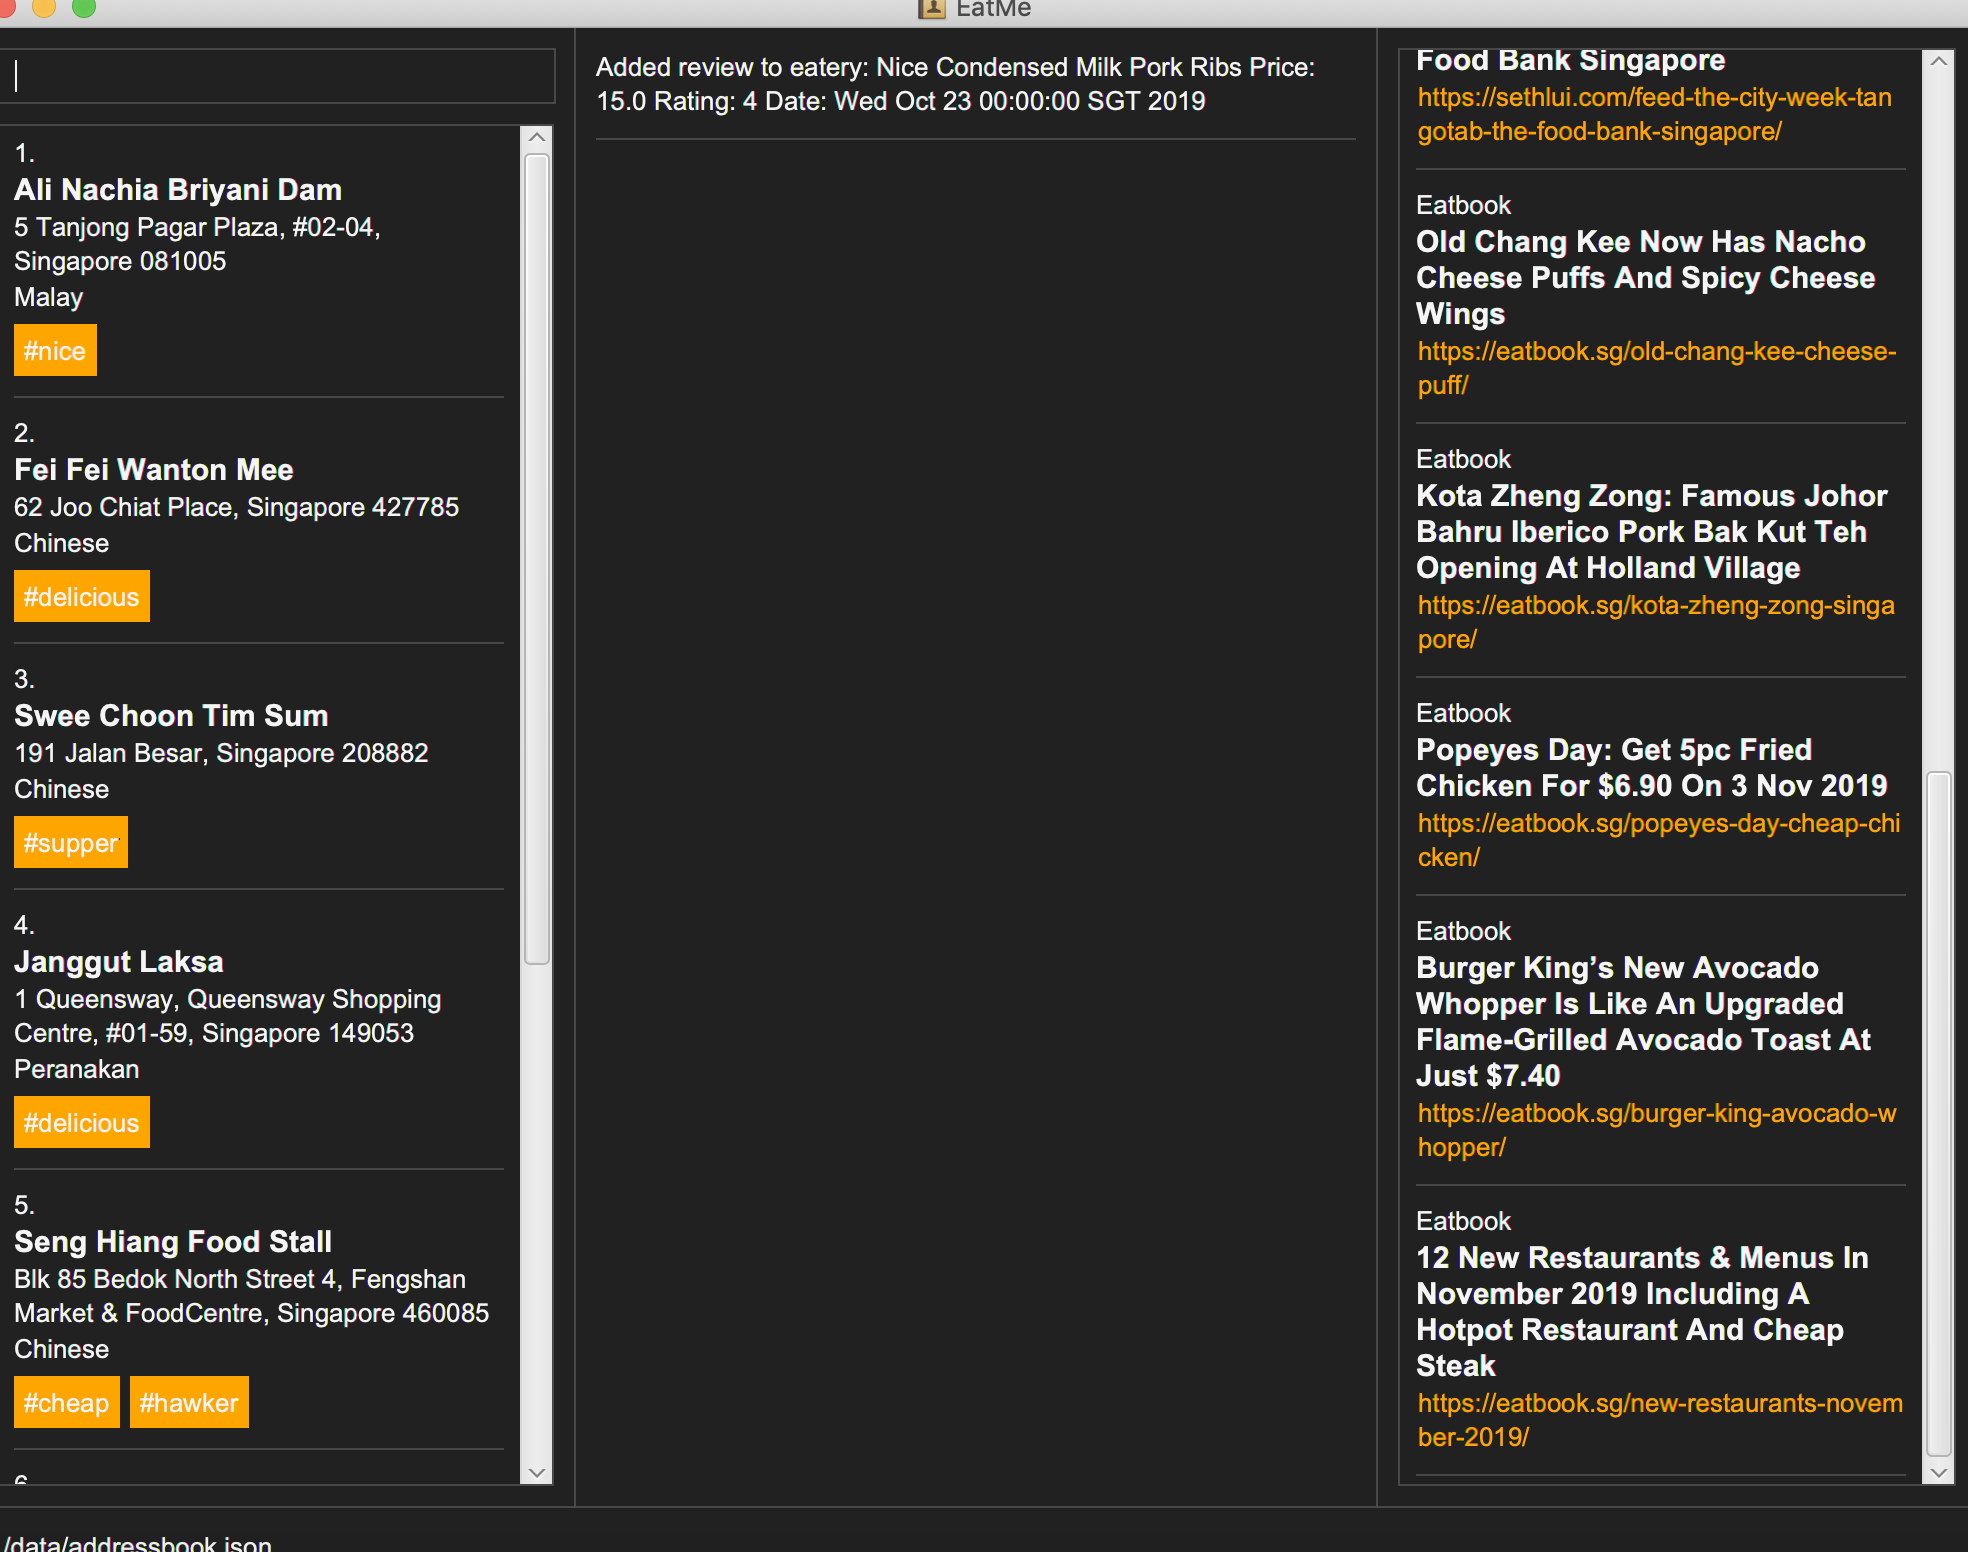 EatMe
1.
Ali Nachia Briyani Dam
5 Tanjong Pagar Plaza, #02-04,
Singapore 081005
Malay
#nice
2.
Fei Fei Wanton Mee
62 Joo Chiat Place, Singapore 427785
Chinese
#delicious
3.
Swee Choon Tim Sum
191 Jalan Besar, Singapore 208882
Chinese
#supper
4.
Janggut Laksa
1 Queensway, Queensway Shopping
Centre, #01-59, Singapore 149053
Peranakan
#delicious
5.
Seng Hiang Food Stall
Blk 85 Bedok North Street 4, Fengshan
Market & FoodCentre, Singapore 460085
Chinese
#cheap #hawker
6
Added review to eatery: Nice Condensed Milk Pork Ribs Price:
15.0 Rating: 4 Date: Wed Oct 23 00:00:00 SGT 2019
Food Bank Singapore
https://sethlui.com/feed-the-city-week-tan
gotab-the-food-bank-singapore/
Eatbook
Old Chang Kee Now Has Nacho
Cheese Puffs And Spicy Cheese
Wings
https://eatbook.sg/old-chang-kee-cheese-
puff/
Eatbook
Kota Zheng Zong: Famous Johor
Bahru Iberico Pork Bak Kut Teh
Opening At Holland Village
https://eatbook.sg/kota-zheng-zong-singa
pore/
Eatbook
Popeyes Day: Get 5pc Fried
Chicken For $6.90 On 3 Nov 2019
https://eatbook.sg/popeyes-day-cheap-chi
cken/
Eatbook
Burger King’s New Avocado
Whopper Is Like An Upgraded
Flame-Grilled Avocado Toast At
Just $7.40
https://eatbook.sg/burger-king-avocado-w
hopper/
Eatbook
12 New Restaurants & Menus In
November 2019 Including A
Hotpot Restaurant And Cheap
Steak
https://eatbook.sg/new-restaurants-novem
ber-2019/
/data/addressbook.json